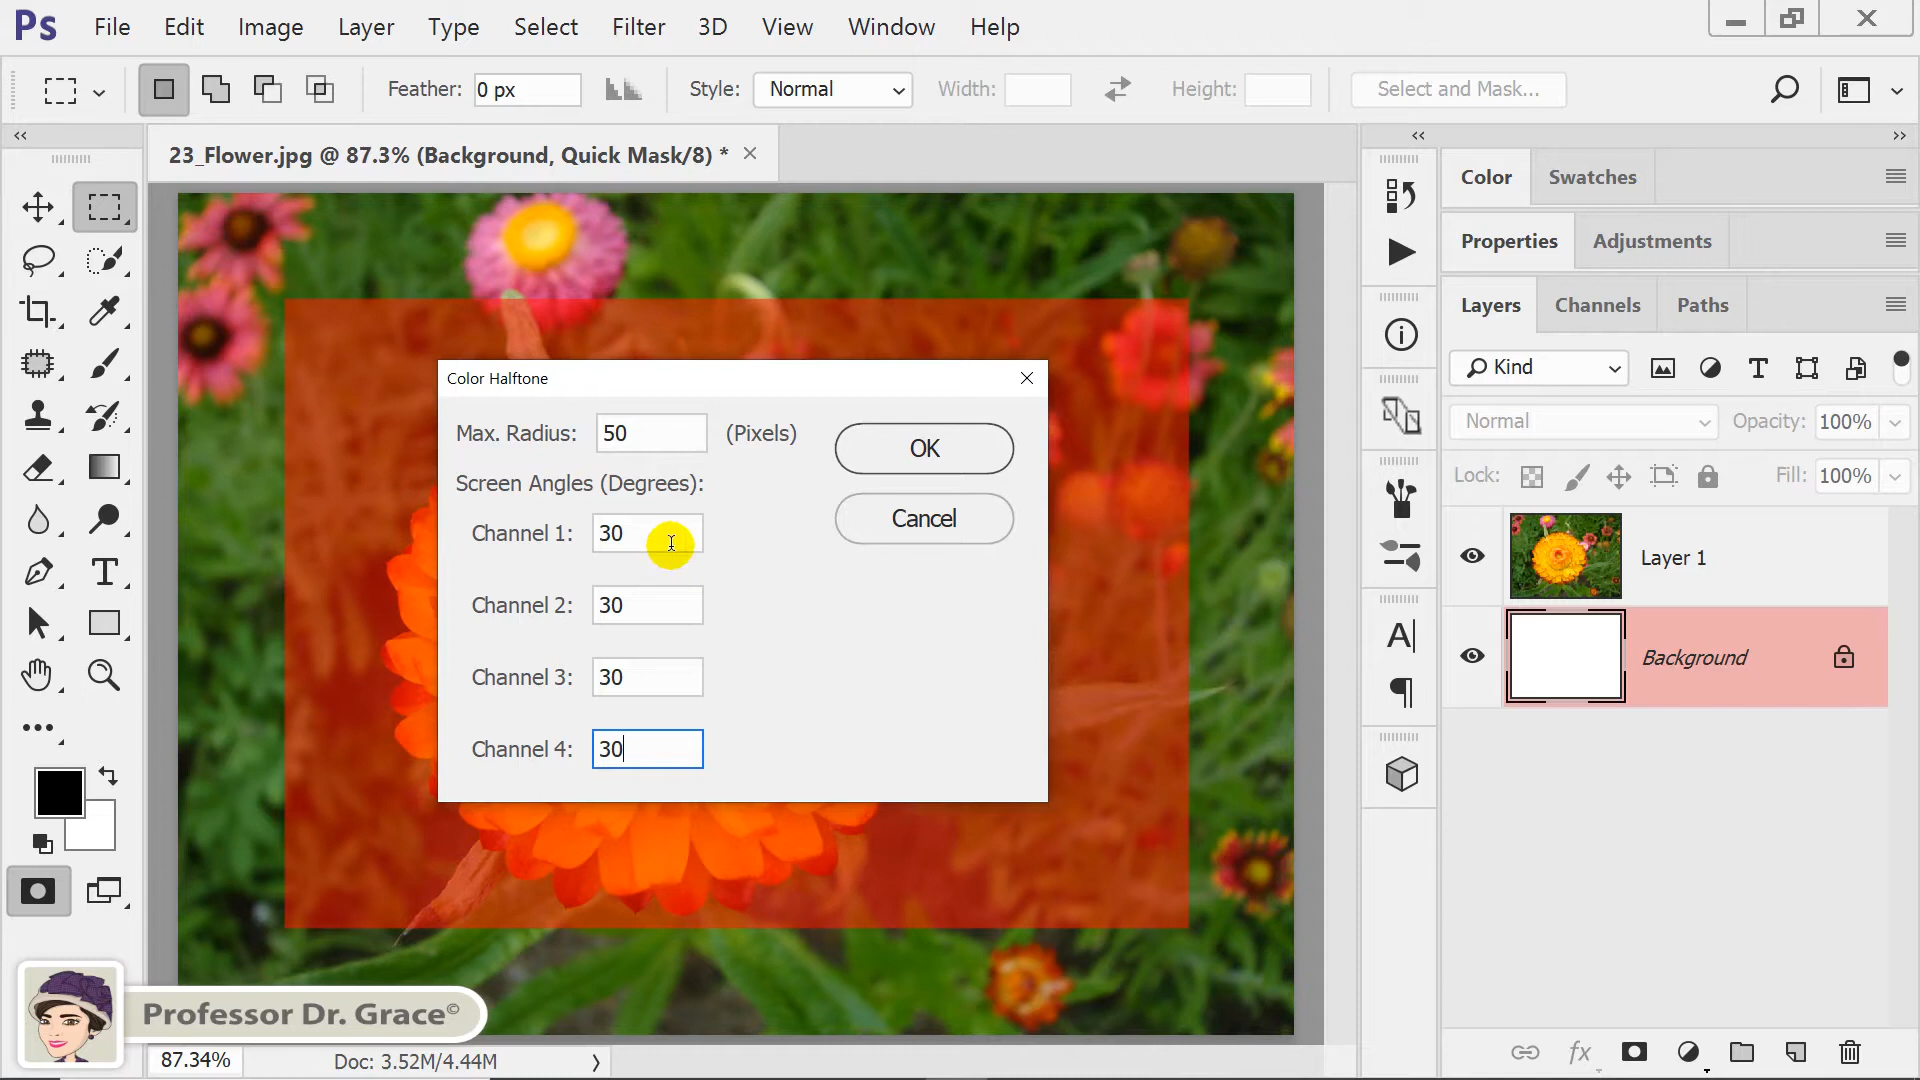 Ps File Edit Image Layer Type Select Filter 3D View Window Help
Feather: 0 px Style: Normal Width: Height: Select and Mask...
23_Flower.jpg @ 87.3% (Background, Quick Mask/8) *
Color Swatches
Properties Adjustments
Layers Channels Paths
Kind
Normal Opacity: 100%
Lock: Fill: 100%
Layer 1
Background
Color Halftone
Max. Radius: 50 (Pixels)
OK
Screen Angles (Degrees):
Cancel
Channel 1: 30
Channel 2: 30
Channel 3: 30
Channel 4: 30
Professor Dr. Grace©
87.34% Doc: 3.52M/4.44M
fx